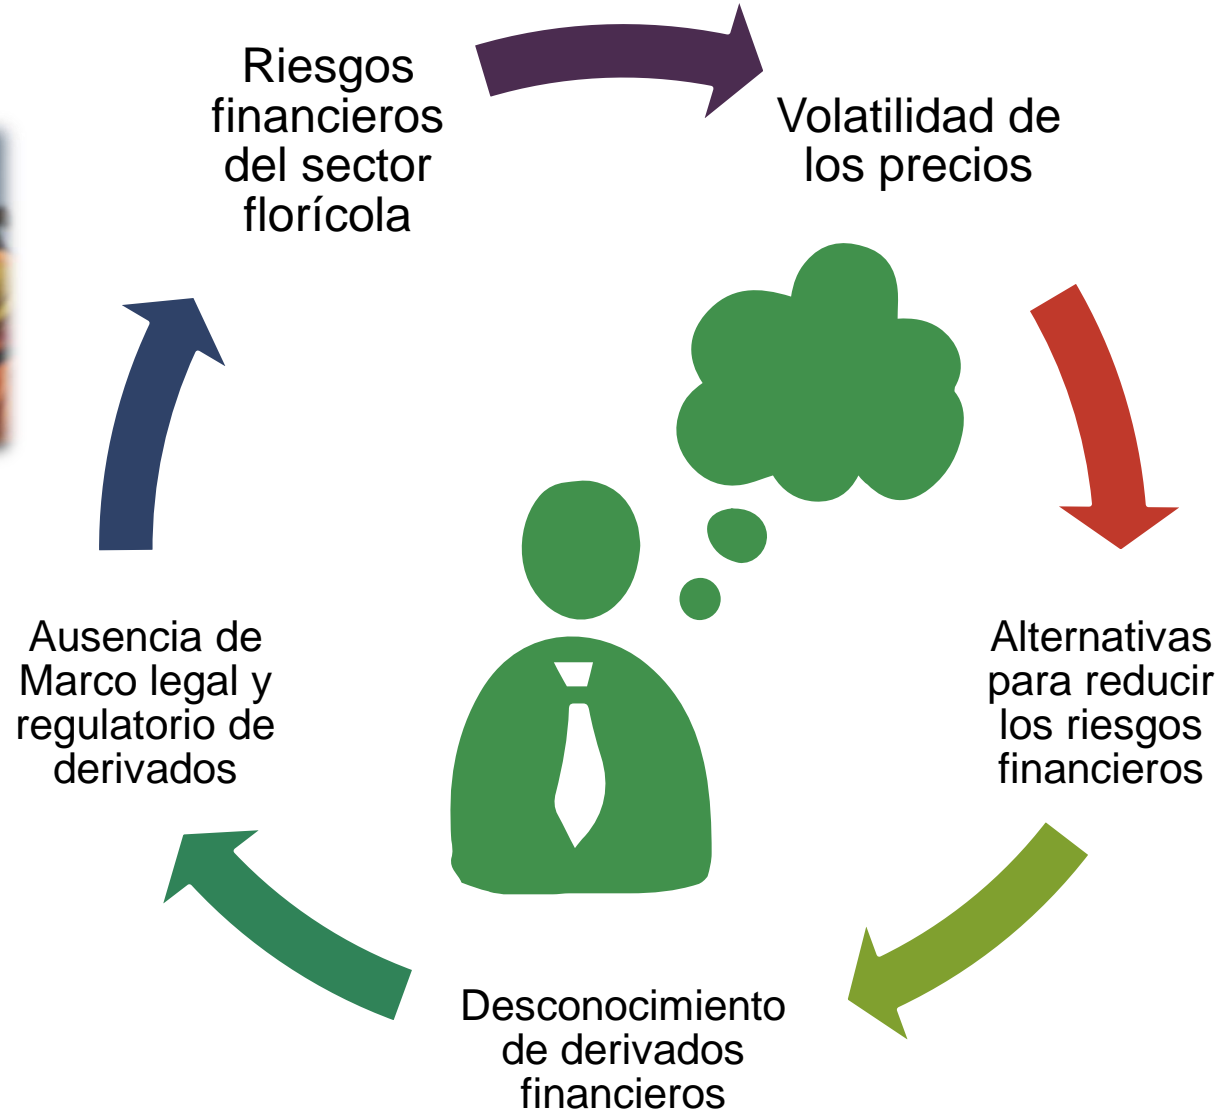 Riesgos
financieros
del sector
florícola
Volatilidad de
los precios
Alternativas
para reducir
los riesgos
financieros
Desconocimiento
de derivados
financieros
Ausencia de
Marco legal y
regulatorio de
derivados